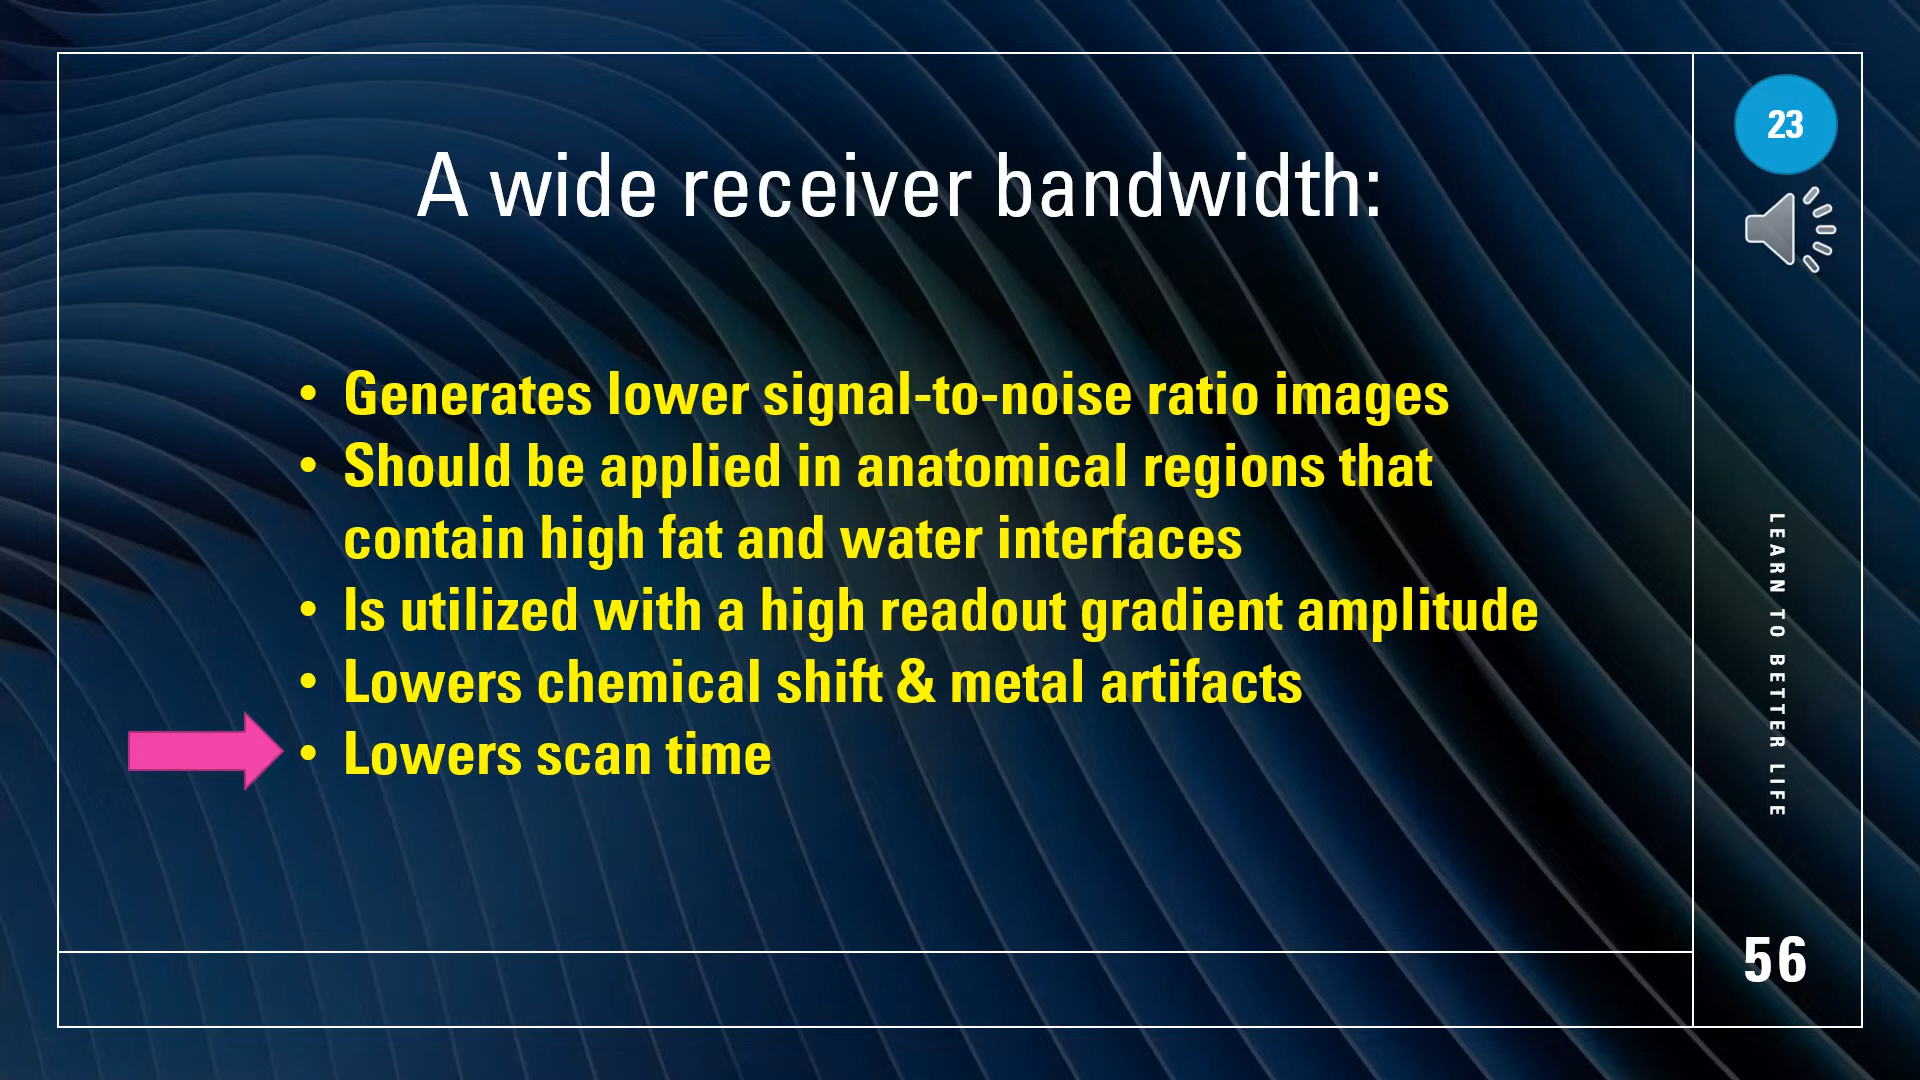 A wide receiver bandwidth:
• Generates lower signal-to-noise ratio images
• Should be applied in anatomical regions that
contain high fat and water interfaces
• Is utilized with a high readout gradient amplitude
• Lowers chemical shift & metal artifacts
• Lowers scan time
23
LEARN TO BETTER LIFE
56